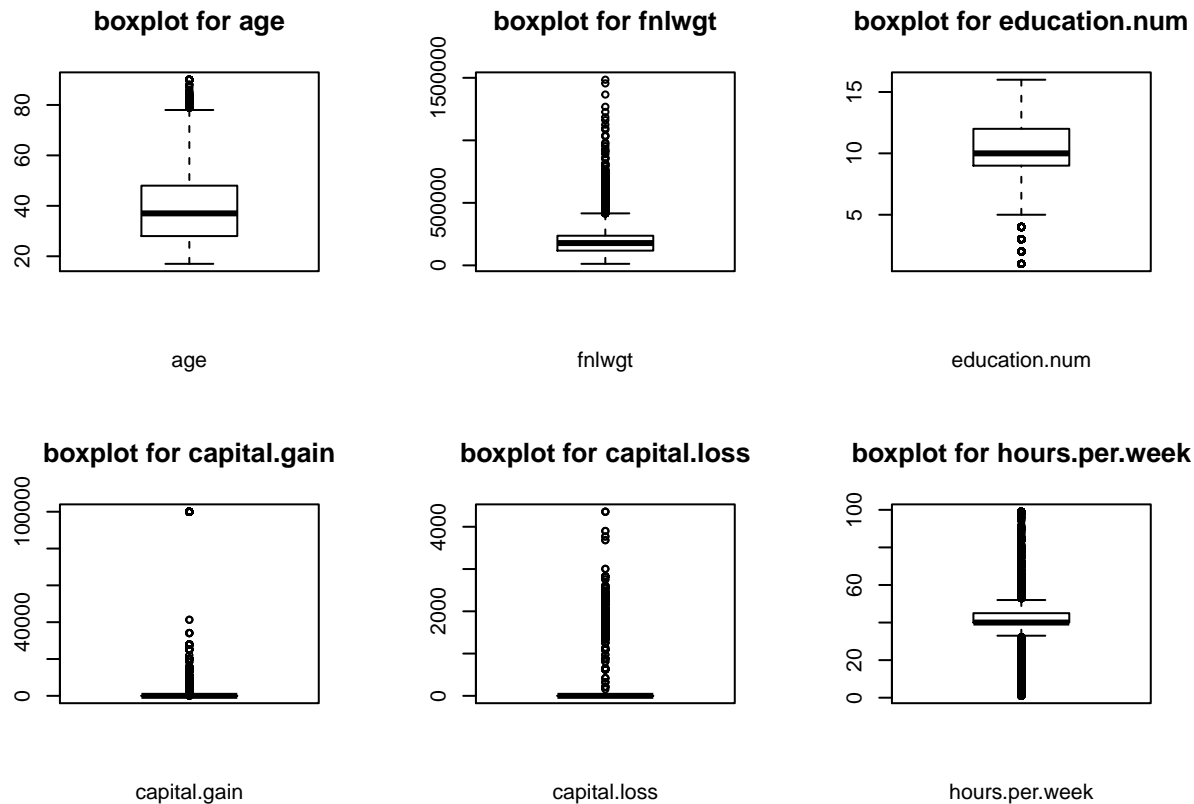 boxplot for age
80
60
40
20
age
boxplot for fnlwgt
1500000
500000
0
fnlwgt
boxplot for education.num
15
10
5
education.num
boxplot for capital.gain
100000
40000
0
capital.gain
boxplot for capital.loss
4000
2000
0
capital.loss
boxplot for hours.per.week
100
60
20
0
hours.per.week